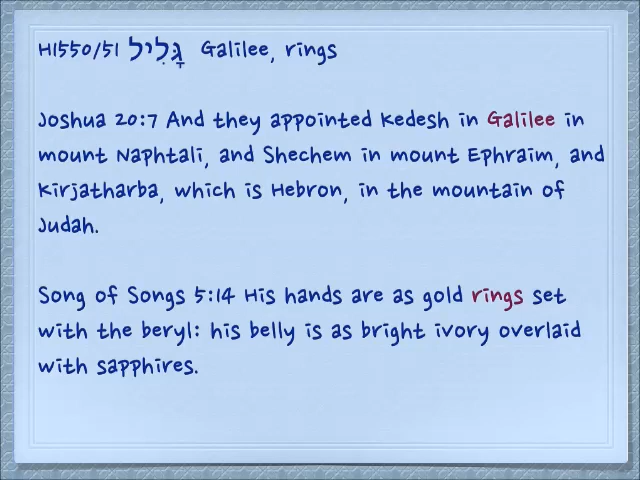 H1550/51 גָּלִיל Galilee, rings
Joshua 20:7 And they appointed Kedesh in Galilee in
mount Naphtali, and Shechem in mount Ephraim, and
Kirjatharba, which is Hebron, in the mountain of
Judah.
Song of Songs 5:14 His hands are as gold rings set
with the beryl: his belly is as bright ivory overlaid
with sapphires.